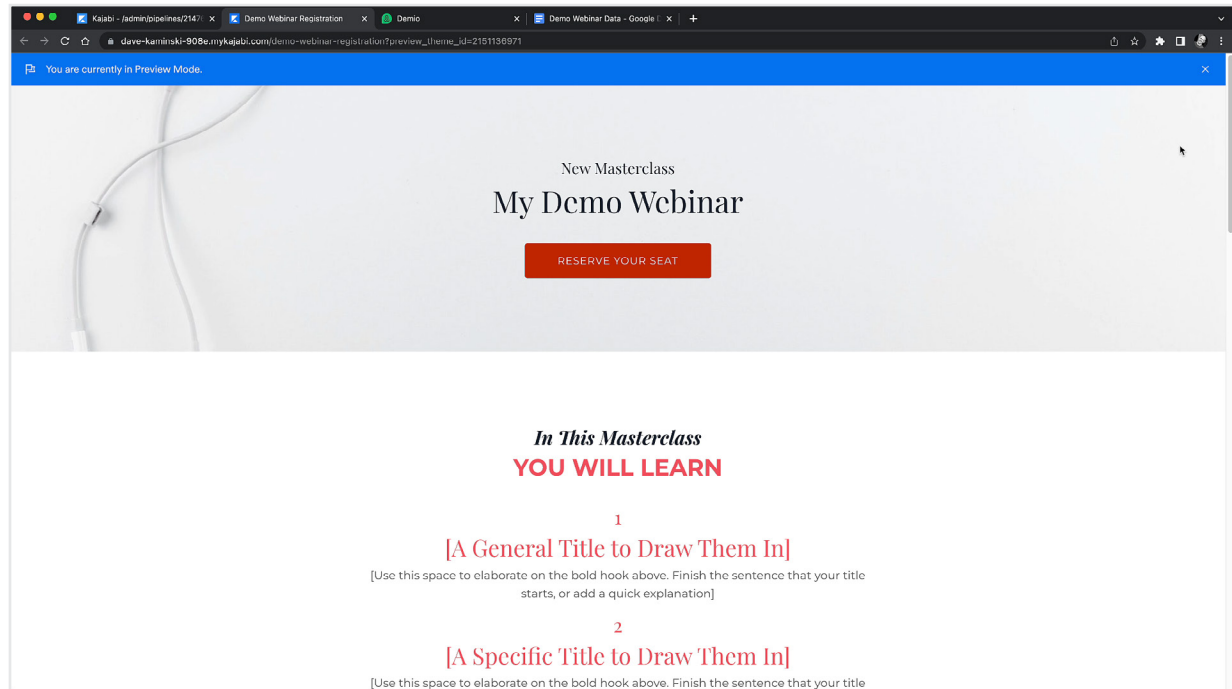 Kajabi - /admin/pipelines/2147
Demo Webinar Registration
Demio
Demo Webinar Data - Google D
dave-kaminski-908e.mykajabi.com/demo-webinar-registration?preview_theme_id=2151136971
You are currently in Preview Mode.
New Masterclass
My Demo Webinar
RESERVE YOUR SEAT
In This Masterclass
YOU WILL LEARN
1
[A General Title to Draw Them In]
[Use this space to elaborate on the bold hook above. Finish the sentence that your title
starts, or add a quick explanation]
2
[A Specific Title to Draw Them In]
[Use this space to elaborate on the bold hook above. Finish the sentence that your title